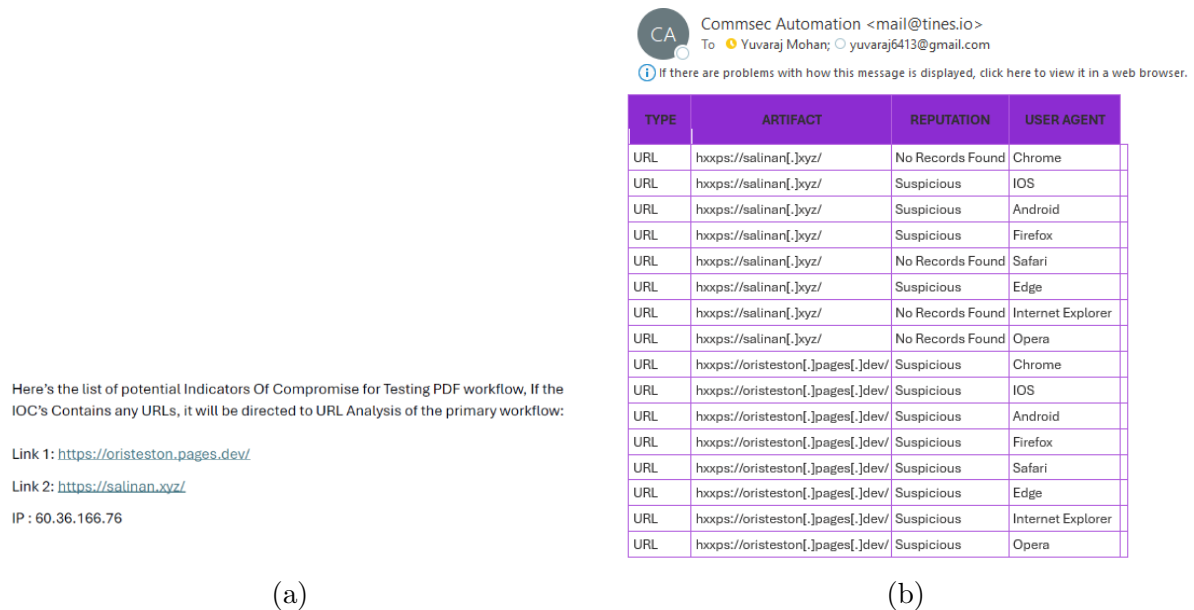 Here's the list of potential Indicators Of Compromise for Testing PDF workflow, If the
IOC's Contains any URLs, it will be directed to URL Analysis of the primary workflow:
Link 1: https://oristeston.pages.dev/
Link 2: https://salinan.xyz/
IP : 60.36.166.76
(a)
CA
Commsec Automation <mail@tines.io>
To Yuvaraj Mohan; yuvaraj6413@gmail.com
If there are problems with how this message is displayed, click here to view it in a web browser.
TYPE ARTIFACT REPUTATION USER AGENT
URL hxxps://salinan[.]xyz/ No Records Found Chrome
URL hxxps://salinan[.]xyz/ Suspicious IOS
URL hxxps://salinan[.]xyz/ Suspicious Android
URL hxxps://salinan[.]xyz/ Suspicious Firefox
URL hxxps://salinan[.]xyz/ No Records Found Safari
URL hxxps://salinan[.]xyz/ Suspicious Edge
URL hxxps://salinan[.]xyz/ No Records Found Internet Explorer
URL hxxps://salinan[.]xyz/ No Records Found Opera
URL hxxps://oristeston[.]pages[.]dev/ Suspicious Chrome
URL hxxps://oristeston[.]pages[.]dev/ Suspicious IOS
URL hxxps://oristeston[.]pages[.]dev/ Suspicious Android
URL hxxps://oristeston[.]pages[.]dev/ Suspicious Firefox
URL hxxps://oristeston[.]pages[.]dev/ Suspicious Safari
URL hxxps://oristeston[.]pages[.]dev/ Suspicious Edge
URL hxxps://oristeston[.]pages[.]dev/ Suspicious Internet Explorer
URL hxxps://oristeston[.]pages[.]dev/ Suspicious Opera
(b)